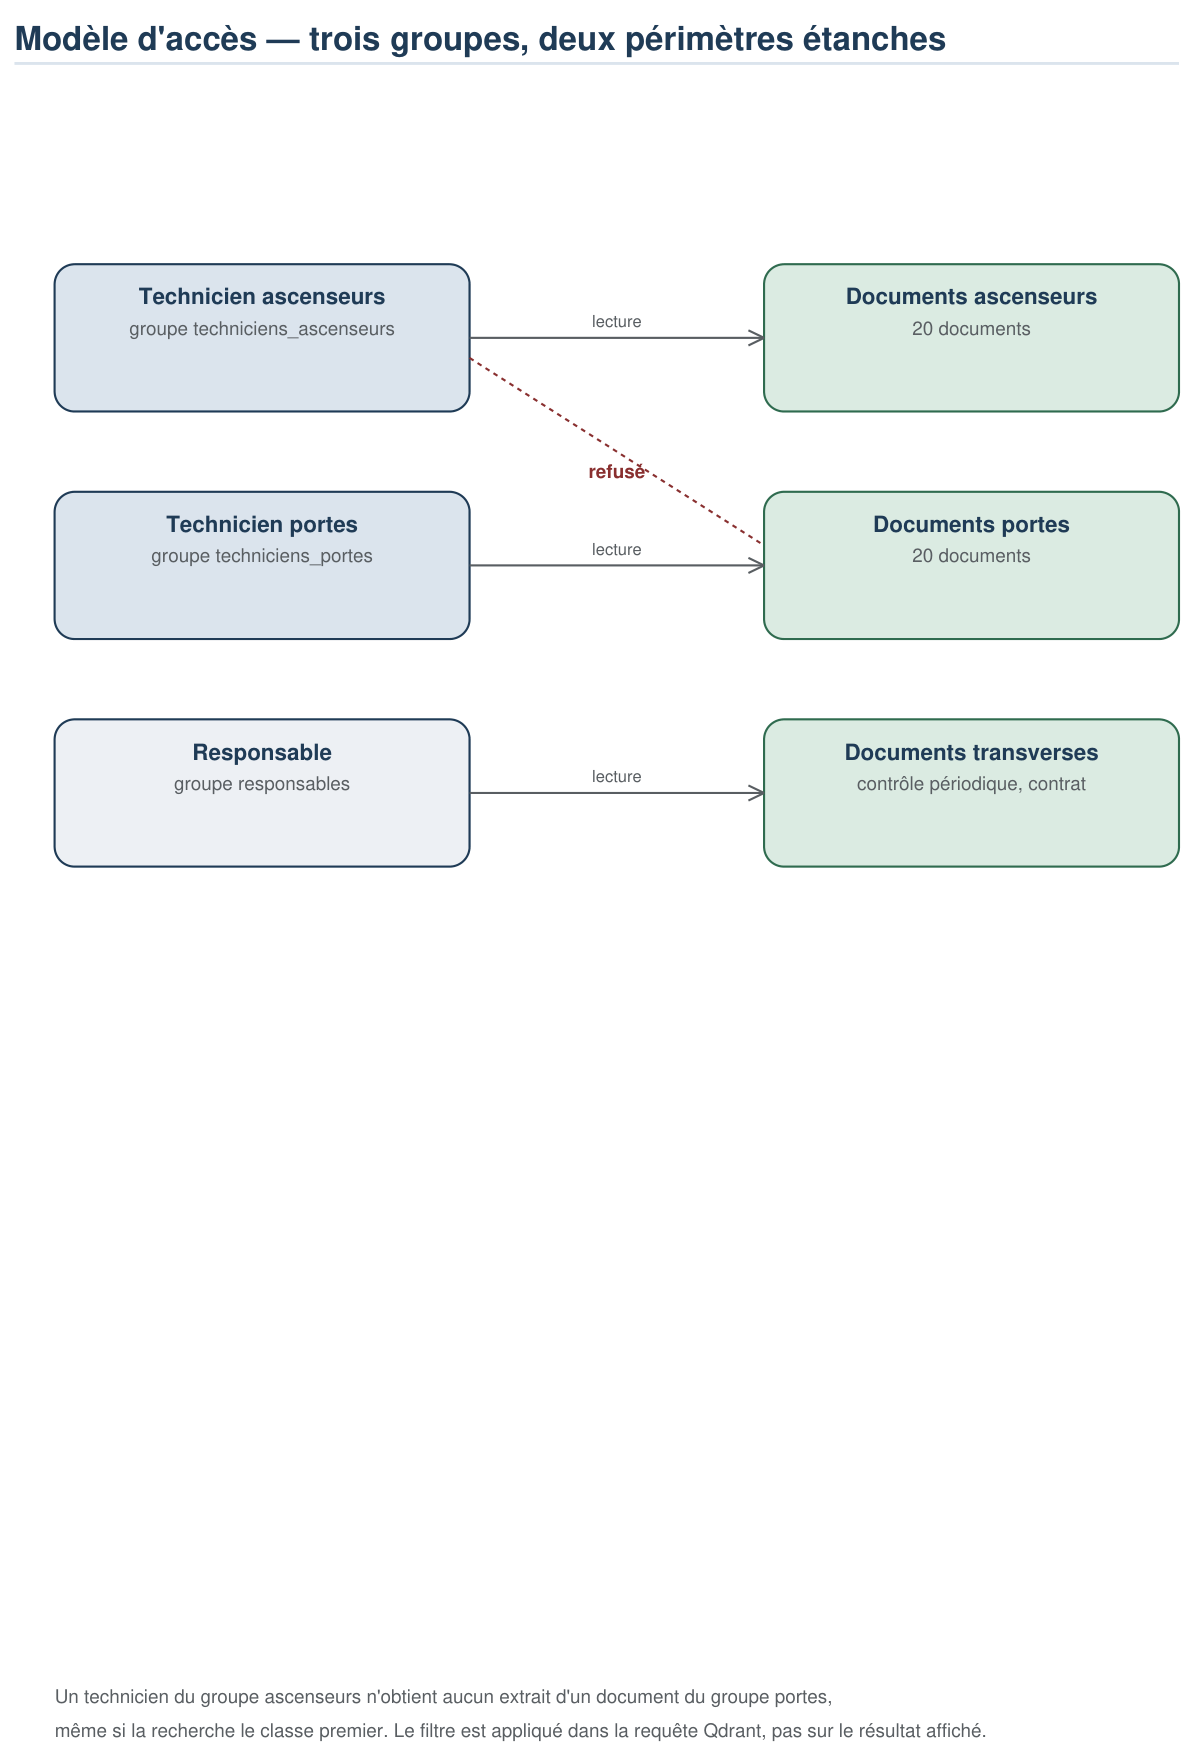 Modèle d'accès — trois groupes, deux périmètres étanches
Technicien ascenseurs
groupe techniciens_ascenseurs
lecture
Documents ascenseurs
20 documents
refusé
Technicien portes
groupe techniciens_portes
lecture
Documents portes
20 documents
Responsable
groupe responsables
lecture
Documents transverses
contrôle périodique, contrat
Un technicien du groupe ascenseurs n'obtient aucun extrait d'un document du groupe portes,
même si la recherche le classe premier. Le filtre est appliqué dans la requête Qdrant, pas sur le résultat affiché.